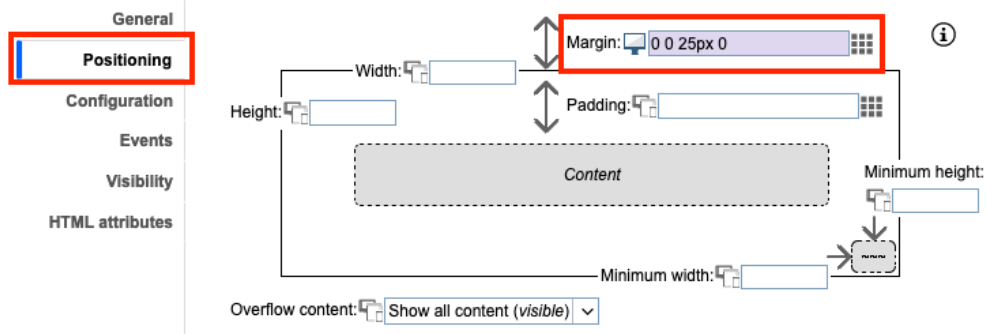 General
Positioning
Configuration
Events
Visibility
HTML attributes
Margin: 0 0 25px 0
Width:
Height:
Padding:
Content
Minimum height:
~~~
Minimum width:
Overflow content: Show all content (visible)